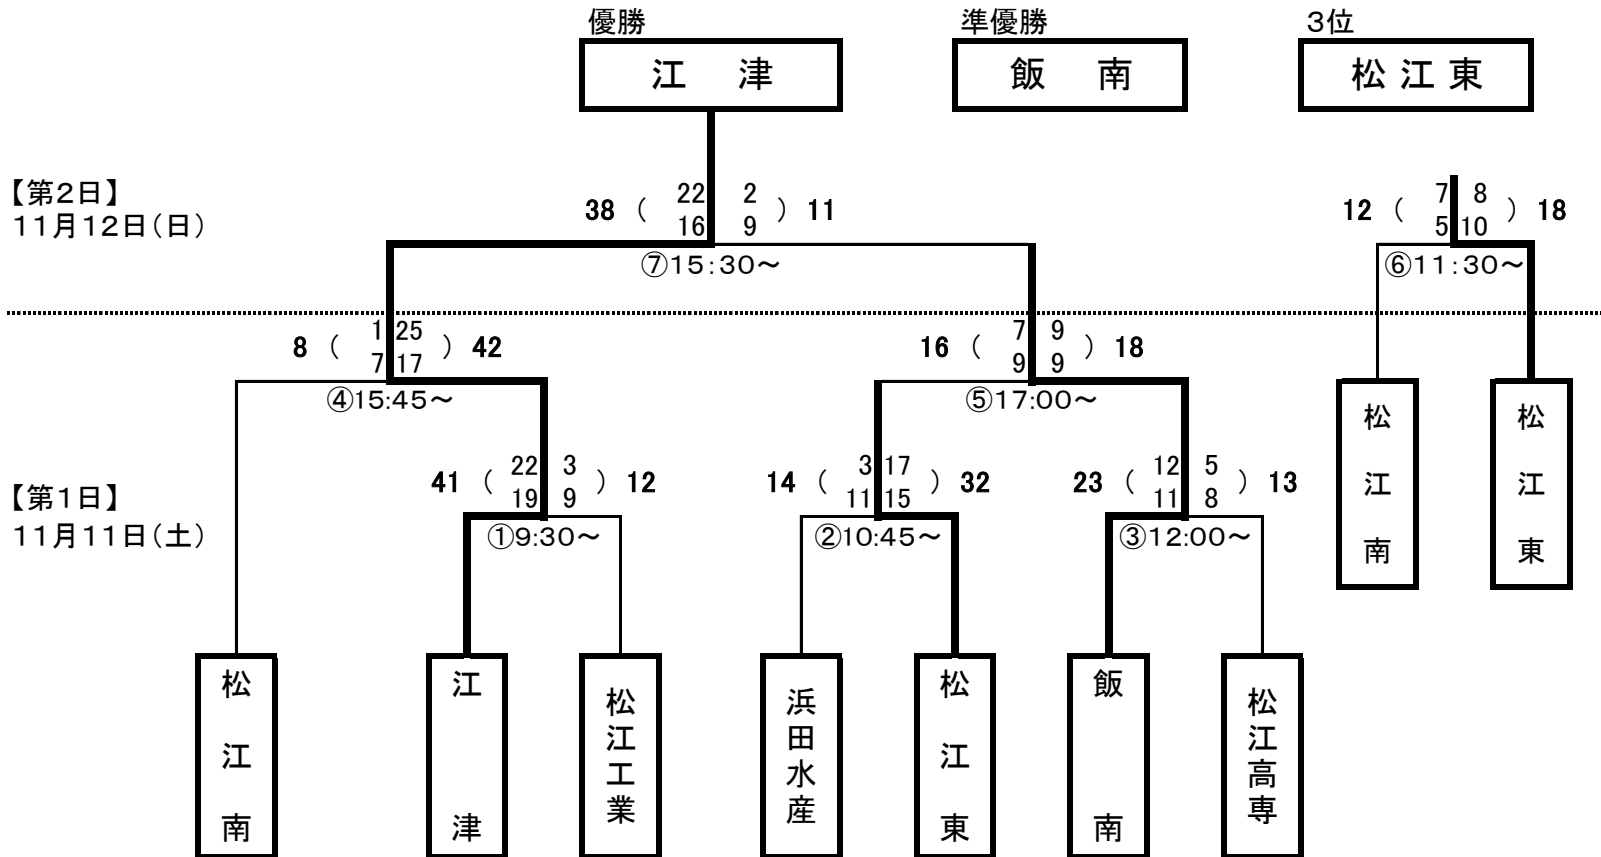 優勝
準優勝
３位
江　津
飯　南
松江東
【第２日】
１１月１２日（日）
38 ( 22 2 ) 11
16 9
⑦１５：３０～
12 ( 7 8 ) 18
5 10
⑥１１：３０～
8 ( 1 25 ) 42
7 17
④15:45～
16 ( 7 9 ) 18
9 9
⑤17:00～
松江南
松江東
【第１日】
１１月１１日（土）
41 ( 22 3 ) 12
19 9
①9:30～
14 ( 3 17 ) 32
11 15
②10:45～
23 ( 12 5 ) 13
11 8
③12:00～
松江南
江津
松江工業
浜田水産
松江東
飯南
松江高専